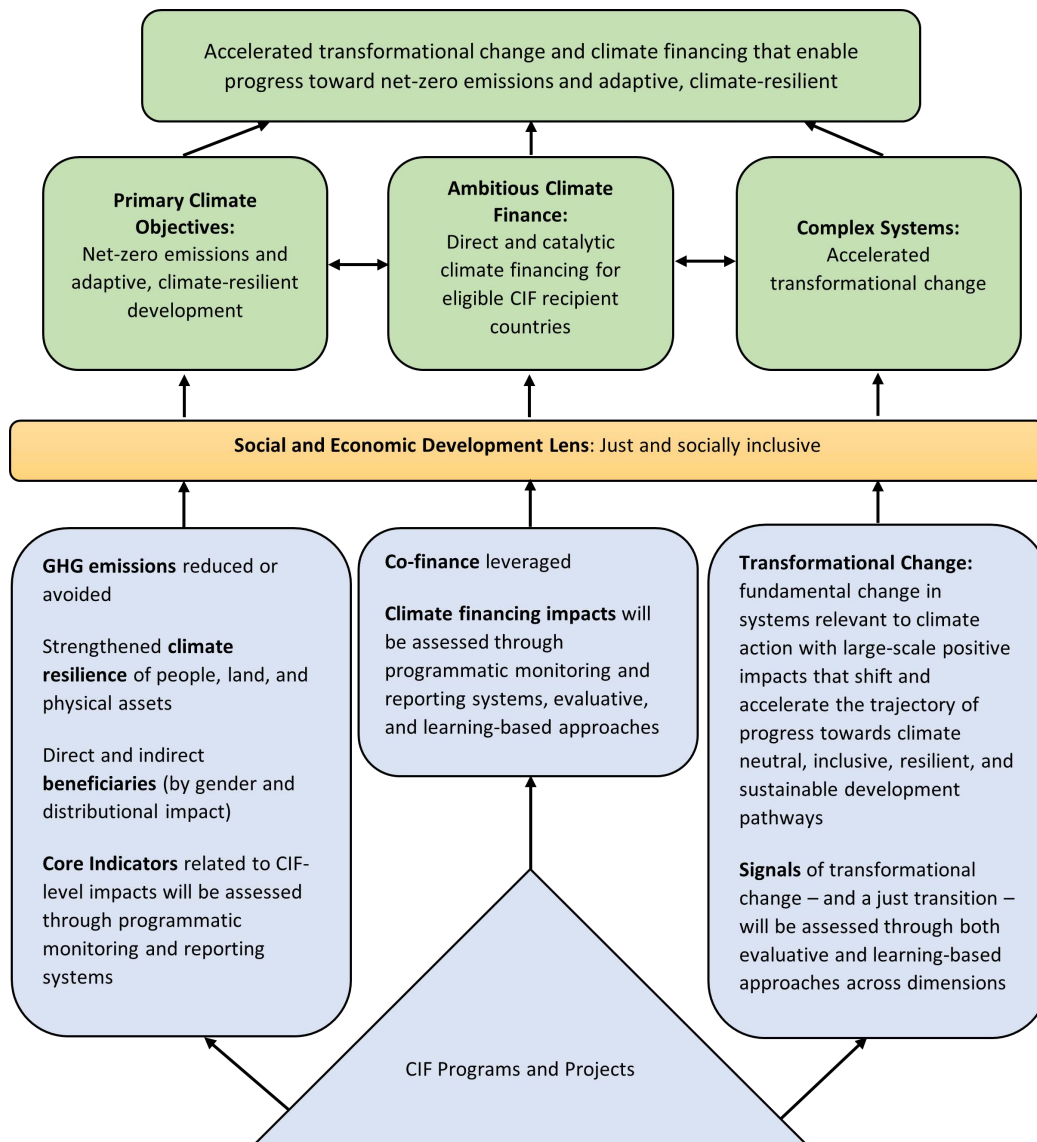 Accelerated transformational change and climate financing that enable
progress toward net-zero emissions and adaptive, climate-resilient
Primary Climate
Objectives:
Net-zero emissions and
adaptive, climate-resilient
development
Ambitious Climate
Finance:
Direct and catalytic
climate financing for
eligible CIF recipient
countries
Complex Systems:
Accelerated
transformational change
Social and Economic Development Lens: Just and socially inclusive
GHG emissions reduced or
avoided
Strengthened climate
resilience of people, land, and
physical assets
Direct and indirect
beneficiaries (by gender and
distributional impact)
Core Indicators related to CIF-
level impacts will be assessed
through programmatic
monitoring and reporting
systems
Co-finance leveraged
Climate financing impacts will
be assessed through
programmatic monitoring and
reporting systems, evaluative,
and learning-based approaches
Transformational Change:
fundamental change in
systems relevant to climate
action with large-scale positive
impacts that shift and
accelerate the trajectory of
progress towards climate
neutral, inclusive, resilient, and
sustainable development
pathways
Signals of transformational
change – and a just transition –
will be assessed through both
evaluative and learning-based
approaches across dimensions
CIF Programs and Projects